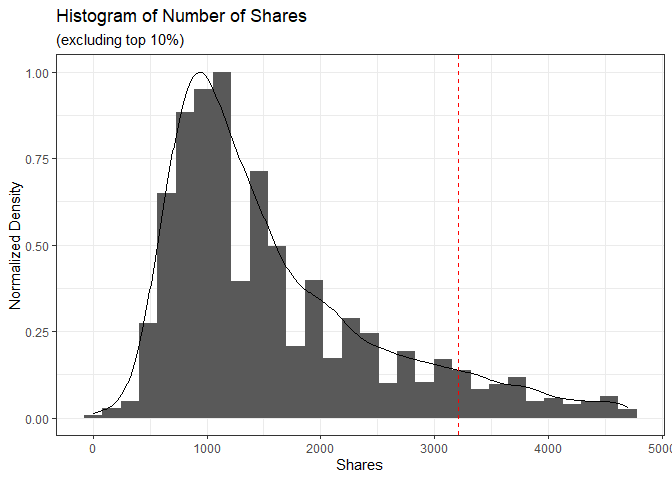 Histogram of Number of Shares
(excluding top 10%)
1.00
0.75
0.50
0.25
0.00
Normalized Density
0 1000 2000 3000 4000 5000
Shares